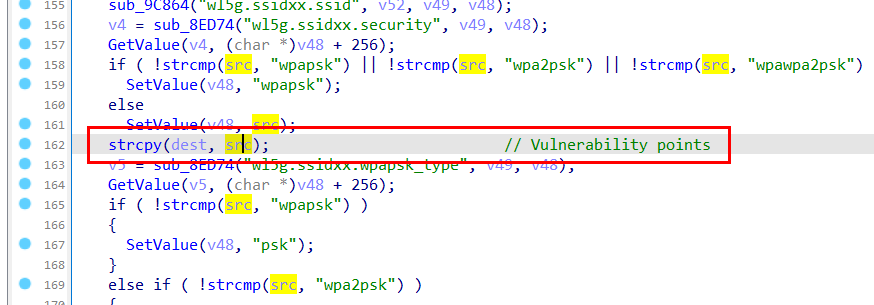 155 sub_9C864("wl5g.ssidxx.ssid", v52, v49, v48);
156 v4 = sub_8ED74("wl5g.ssidxx.security", v49, v48);
157 GetValue(v4, (char *)v48 + 256);
158 if ( !strcmp(src, "wpapsk") || !strcmp(src, "wpa2psk") || !strcmp(src, "wpawpa2psk")
159 SetValue(v48, "wpapsk");
160 else
161 SetValue(v48, src);
162 strcpy(dest, src); // Vulnerability points
163 v5 = sub_8ED74("wl5g.ssidxx.wpapsk_type", v49, v48);
164 GetValue(v5, (char *)v48 + 256);
165 if ( !strcmp(src, "wpapsk") )
166 {
167 SetValue(v48, "psk");
168 }
169 else if ( !strcmp(src, "wpa2psk") )
170 {